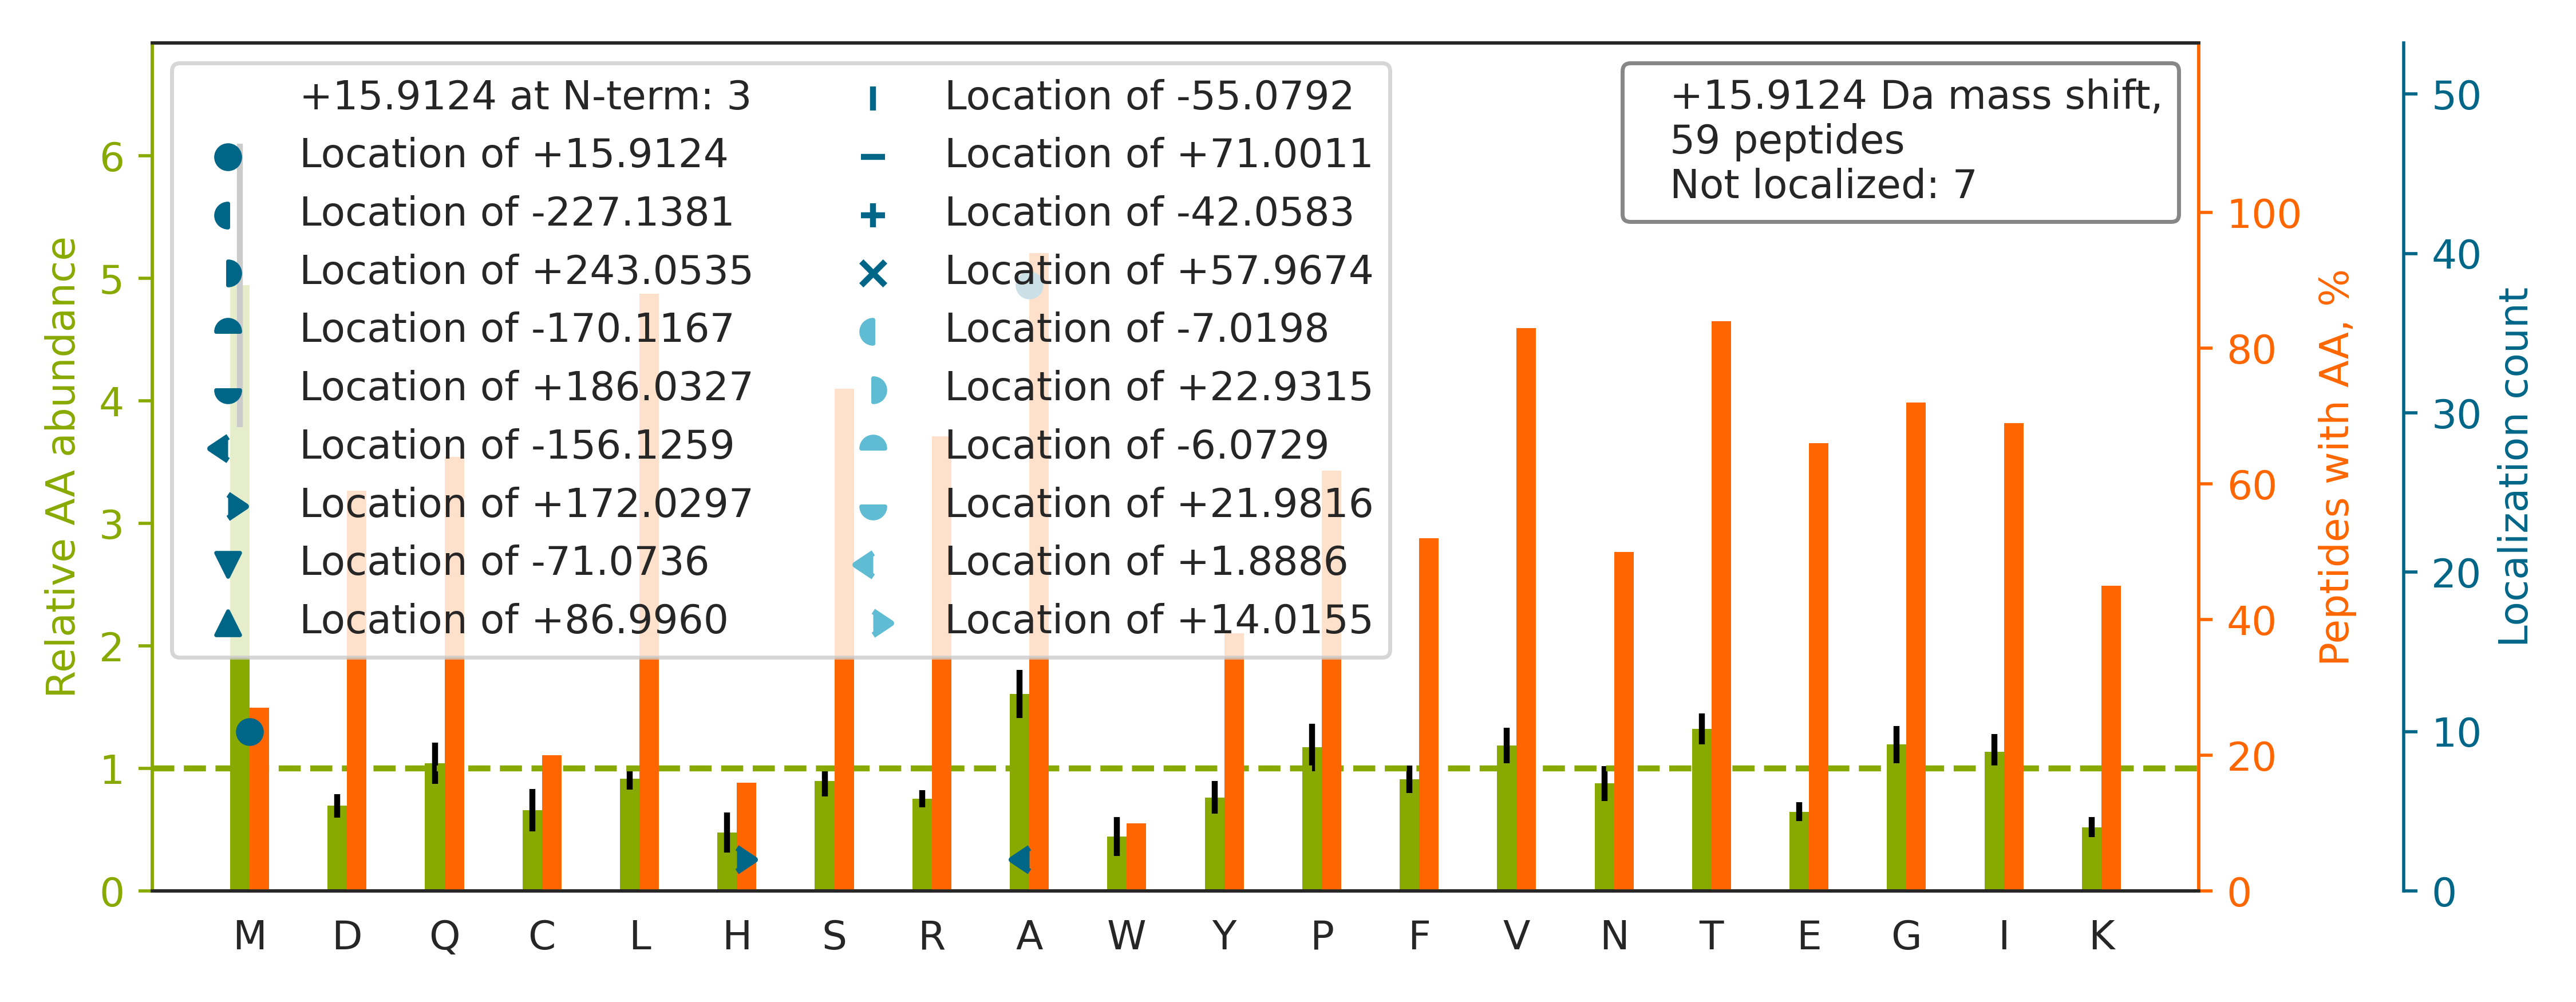 +15.9124 at N-term: 3
Location of +15.9124
Location of -227.1381
Location of +243.0535
Location of -170.1167
Location of +186.0327
Location of -156.1259
Location of +172.0297
Location of -71.0736
Location of +86.9960
Location of -55.0792
Location of +71.0011
Location of -42.0583
Location of +57.9674
Location of -7.0198
Location of +22.9315
Location of -6.0729
Location of +21.9816
Location of +1.8886
Location of +14.0155
+15.9124 Da mass shift,
59 peptides
Not localized: 7
Relative AA abundance
6
5
4
3
2
1
0
M D Q C L H S R A W Y P F V N T E G I K
100
80
60
40
20
0
Peptides with AA, %
50
40
30
20
10
0
Localization count